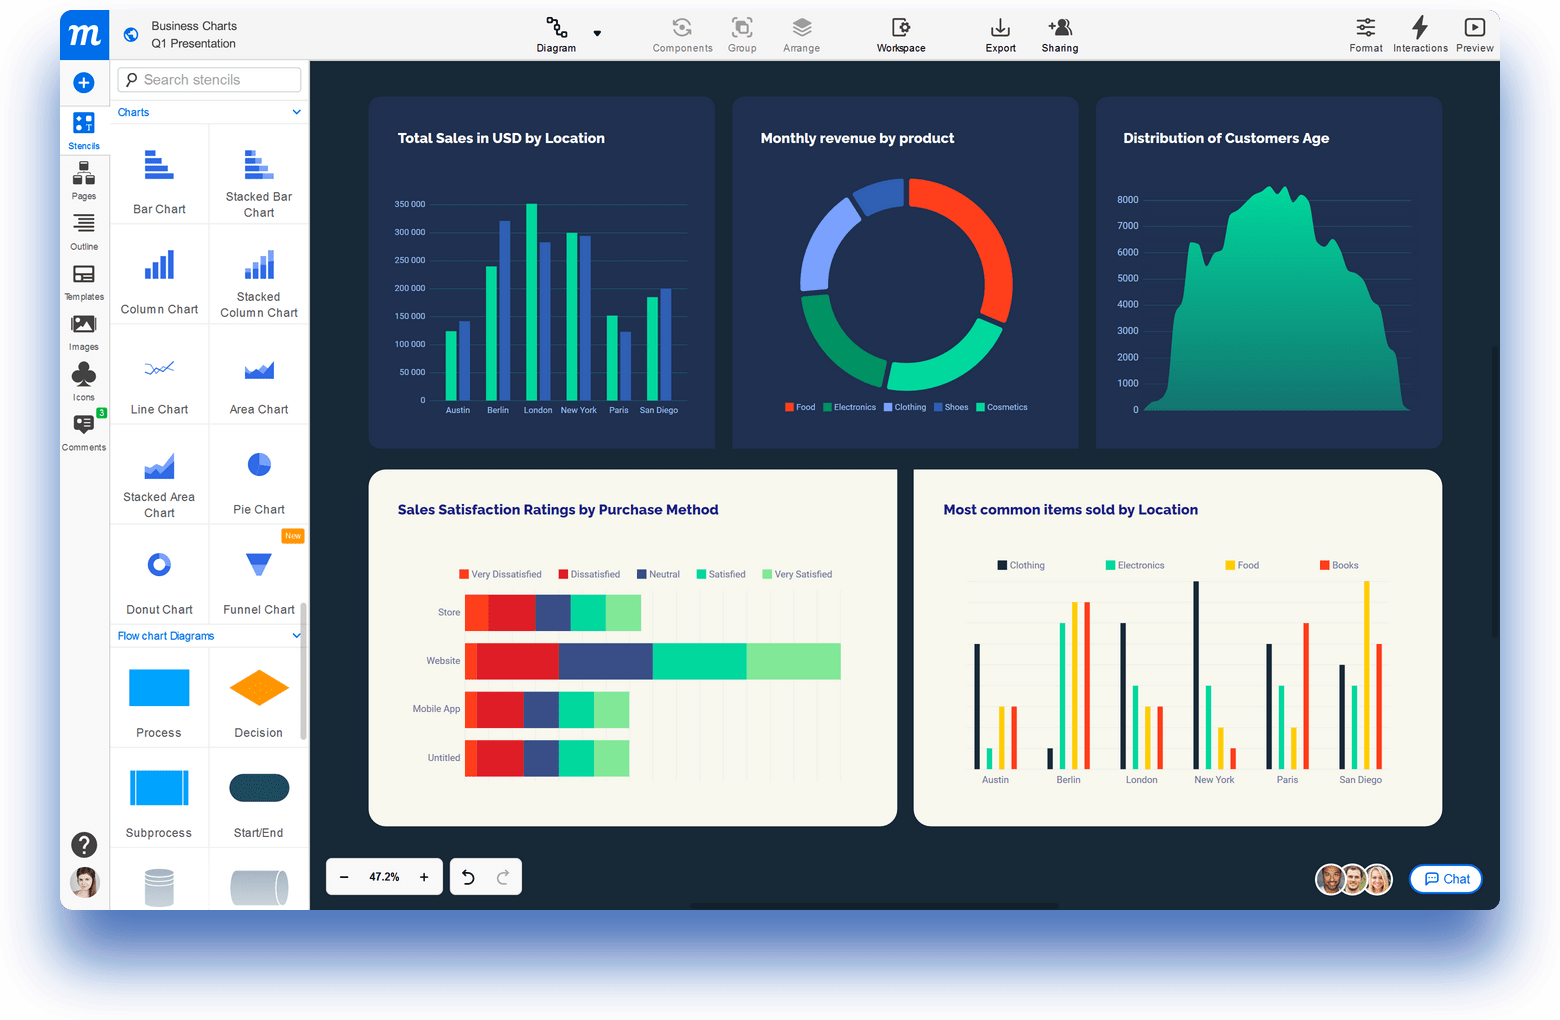 m
Business Charts
Q1 Presentation
Diagram
Components
Group
Arrange
Workspace
Export
Sharing
Format
Interactions
Preview
Search stencils
Stencils
Pages
Outline
Templates
Images
Icons
3
Comments
Charts
Bar Chart
Stacked Bar
Chart
Column Chart
Stacked
Column Chart
Line Chart
Area Chart
Stacked Area
Chart
Pie Chart
New
Donut Chart
Funnel Chart
Flow chart Diagrams
Process
Decision
Subprocess
Start/End
Total Sales in USD by Location
350 000
300 000
250 000
200 000
150 000
100 000
50 000
0
Austin Berlin London New York Paris San Diego
Monthly revenue by product
Food Electronics Clothing Shoes Cosmetics
Distribution of Customers Age
8000
7000
6000
5000
4000
3000
2000
1000
0
Sales Satisfaction Ratings by Purchase Method
Very Dissatisfied Dissatisfied Neutral Satisfied Very Satisfied
Store
Website
Mobile App
Untitled
Most common items sold by Location
Clothing Electronics Food Books
Austin Berlin London New York Paris San Diego
− 47.2% +
Chat
?